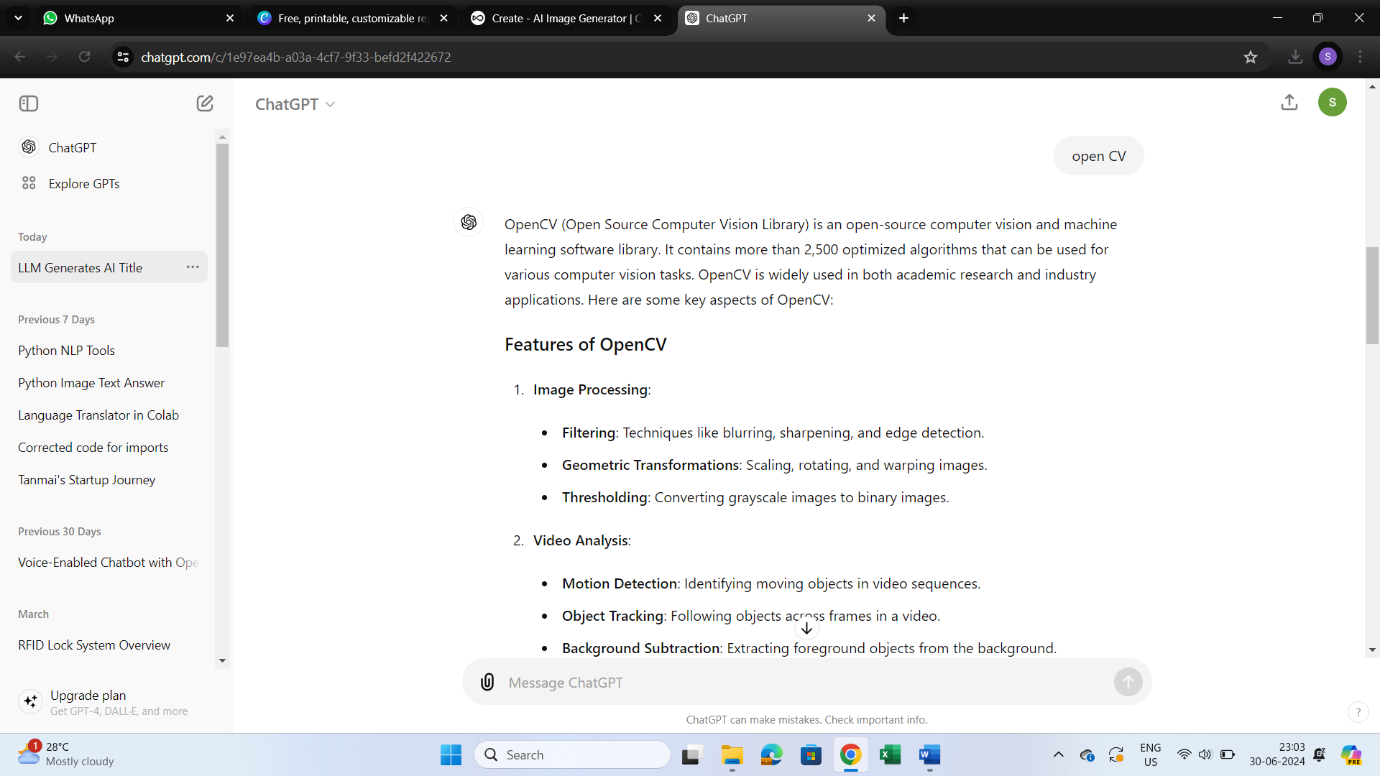 WhatsApp
Free, printable, customizable re
Create - AI Image Generator | C
ChatGPT
chatgpt.com/c/1e97ea4b-a03a-4cf7-9f33-befd2f422672
S
ChatGPT
S
ChatGPT
Explore GPTs
Today
LLM Generates AI Title
Previous 7 Days
Python NLP Tools
Python Image Text Answer
Language Translator in Colab
Corrected code for imports
Tanmai's Startup Journey
Previous 30 Days
Voice-Enabled Chatbot with Ope
March
RFID Lock System Overview
Upgrade plan
Get GPT-4, DALL·E, and more
open CV
OpenCV (Open Source Computer Vision Library) is an open-source computer vision and machine
learning software library. It contains more than 2,500 optimized algorithms that can be used for
various computer vision tasks. OpenCV is widely used in both academic research and industry
applications. Here are some key aspects of OpenCV:
Features of OpenCV
1. Image Processing:
• Filtering: Techniques like blurring, sharpening, and edge detection.
• Geometric Transformations: Scaling, rotating, and warping images.
• Thresholding: Converting grayscale images to binary images.
2. Video Analysis:
• Motion Detection: Identifying moving objects in video sequences.
• Object Tracking: Following objects across frames in a video.
• Background Subtraction: Extracting foreground objects from the background.
Message ChatGPT
ChatGPT can make mistakes. Check important info.
?
1
28°C
Mostly cloudy
Search
ENG
US
23:03
30-06-2024
PRE